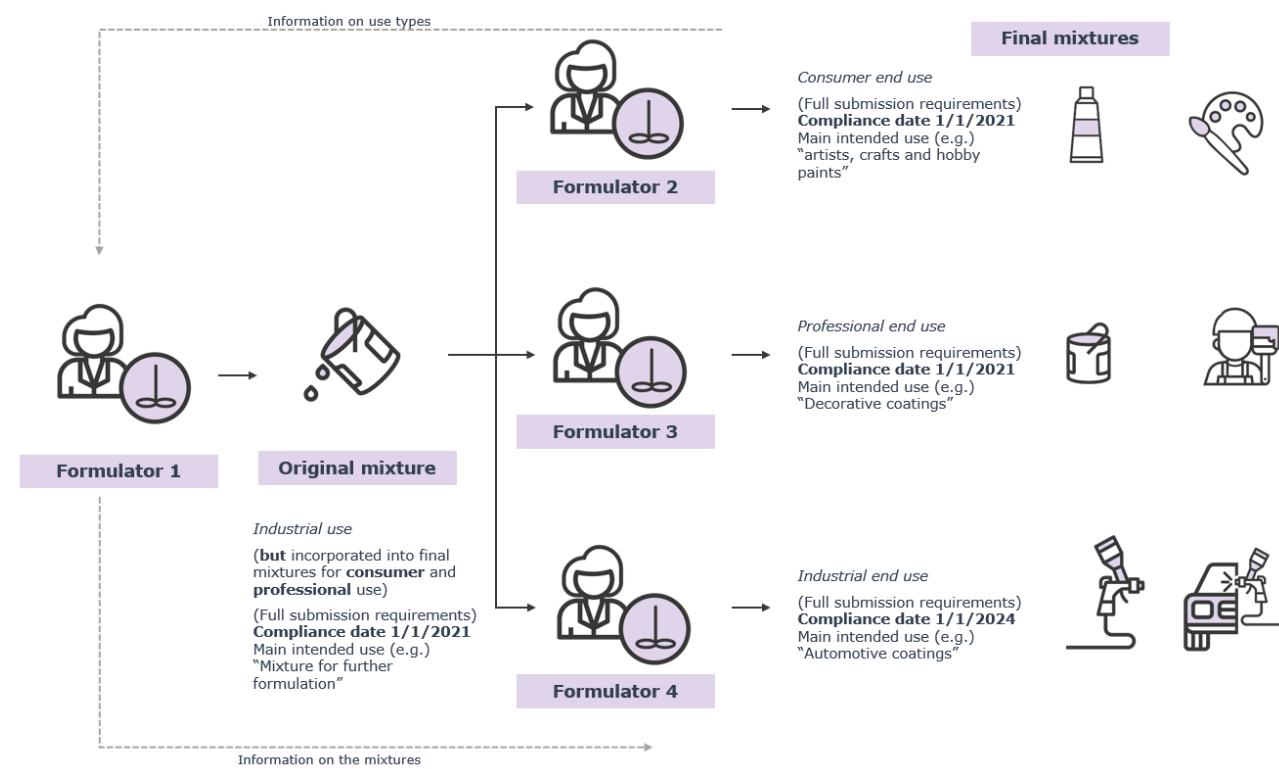 Information on use types
Final mixtures
Consumer end use
(Full submission requirements)
Compliance date 1/1/2021
Main intended use (e.g.)
“artists, crafts and hobby
paints”
Formulator 2
Professional end use
(Full submission requirements)
Compliance date 1/1/2021
Main intended use (e.g.)
“Decorative coatings”
Formulator 3
Formulator 1
Original mixture
Industrial use
(but incorporated into final
mixtures for consumer and
professional use)
(Full submission requirements)
Compliance date 1/1/2021
Main intended use (e.g.)
“Mixture for further
formulation”
Industrial end use
(Full submission requirements)
Compliance date 1/1/2024
Main intended use (e.g.)
“Automotive coatings”
Formulator 4
Information on the mixtures